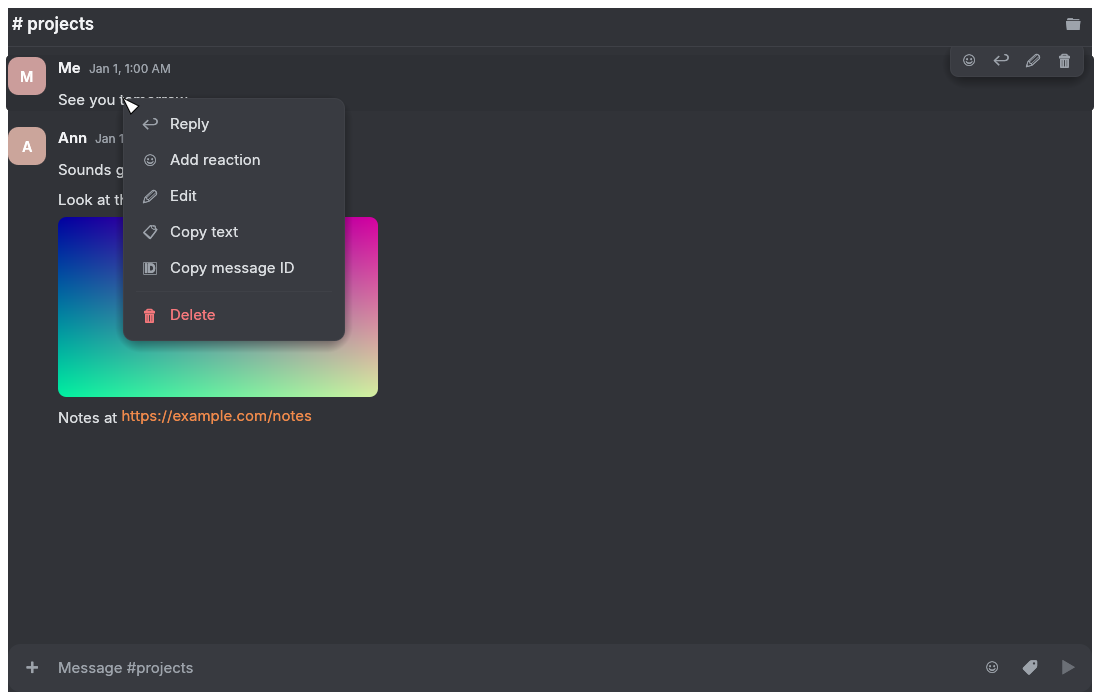 # projects
Me Jan 1, 1:00 AM
See you
Reply
Add reaction
Edit
Copy text
Copy message ID
Delete
Ann Jan 1
Sounds
Look at
Notes at https://example.com/notes
+ Message #projects
M
A